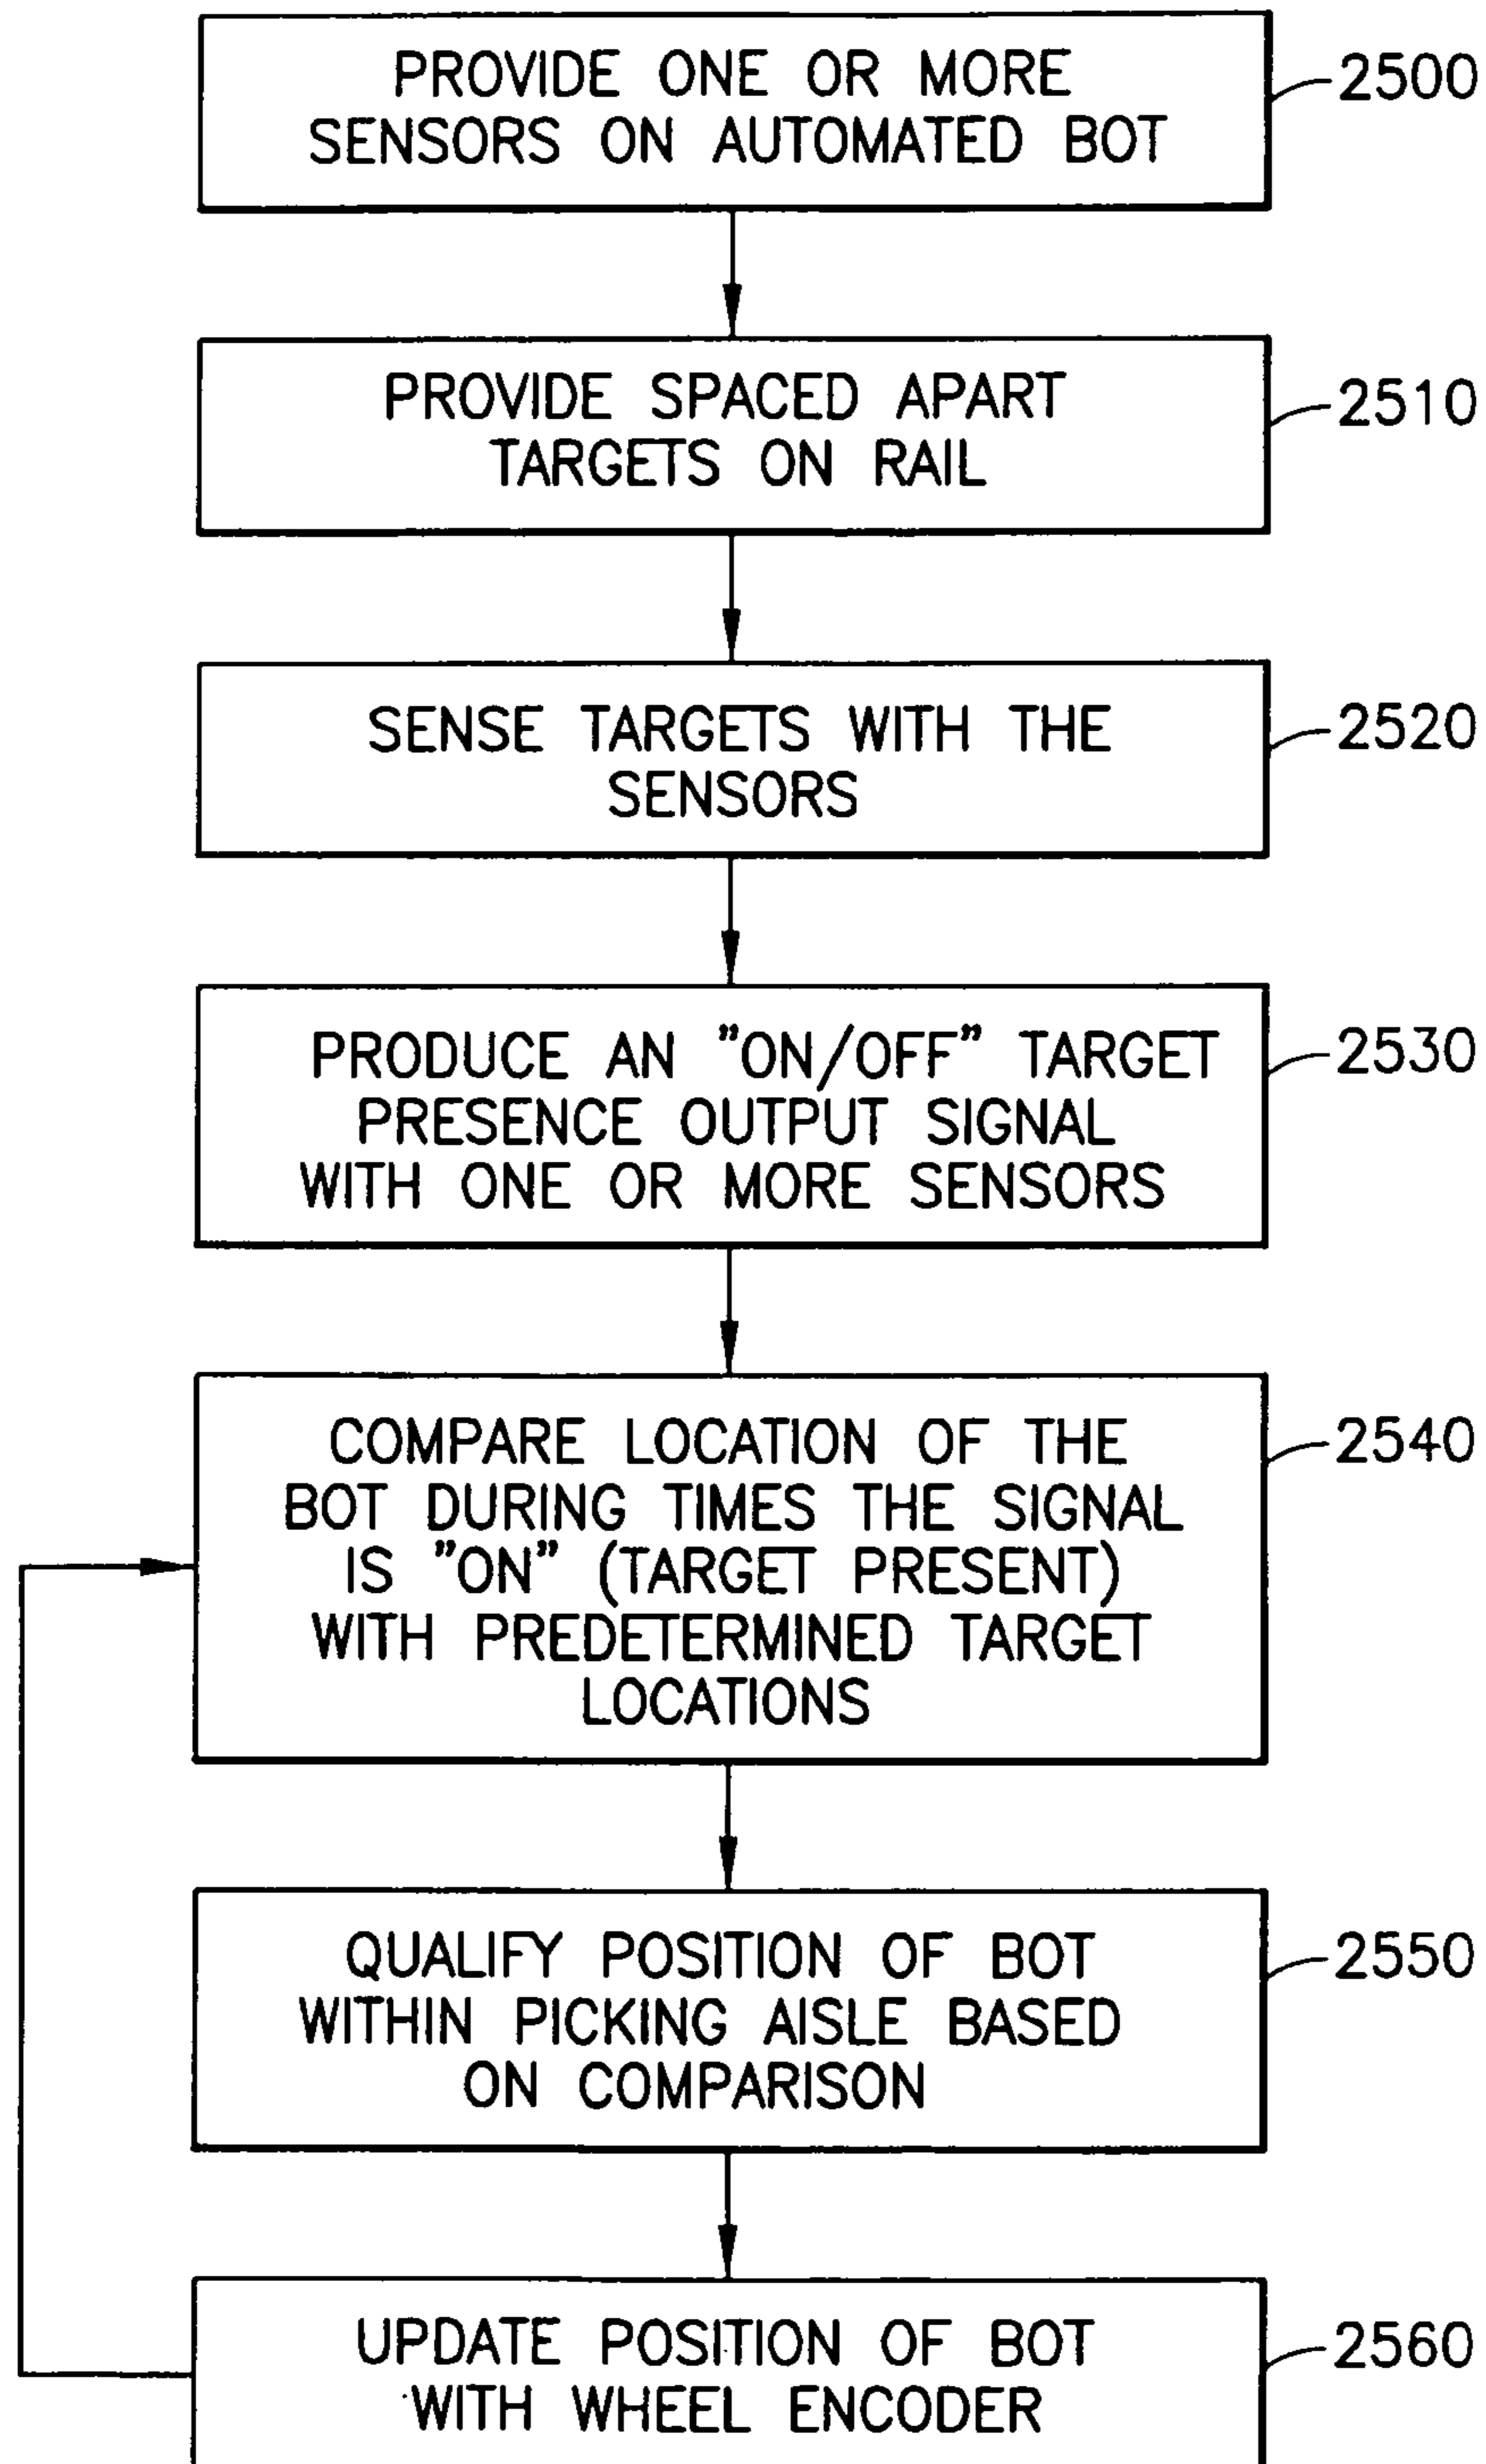 PROVIDE ONE OR MORE
SENSORS ON AUTOMATED BOT
2500
PROVIDE SPACED APART
TARGETS ON RAIL
2510
SENSE TARGETS WITH THE
SENSORS
2520
PRODUCE AN "ON/OFF" TARGET
PRESENCE OUTPUT SIGNAL
WITH ONE OR MORE SENSORS
2530
COMPARE LOCATION OF THE
BOT DURING TIMES THE SIGNAL
IS "ON" (TARGET PRESENT)
WITH PREDETERMINED TARGET
LOCATIONS
2540
QUALIFY POSITION OF BOT
WITHIN PICKING AISLE BASED
ON COMPARISON
2550
UPDATE POSITION OF BOT
WITH WHEEL ENCODER
2560